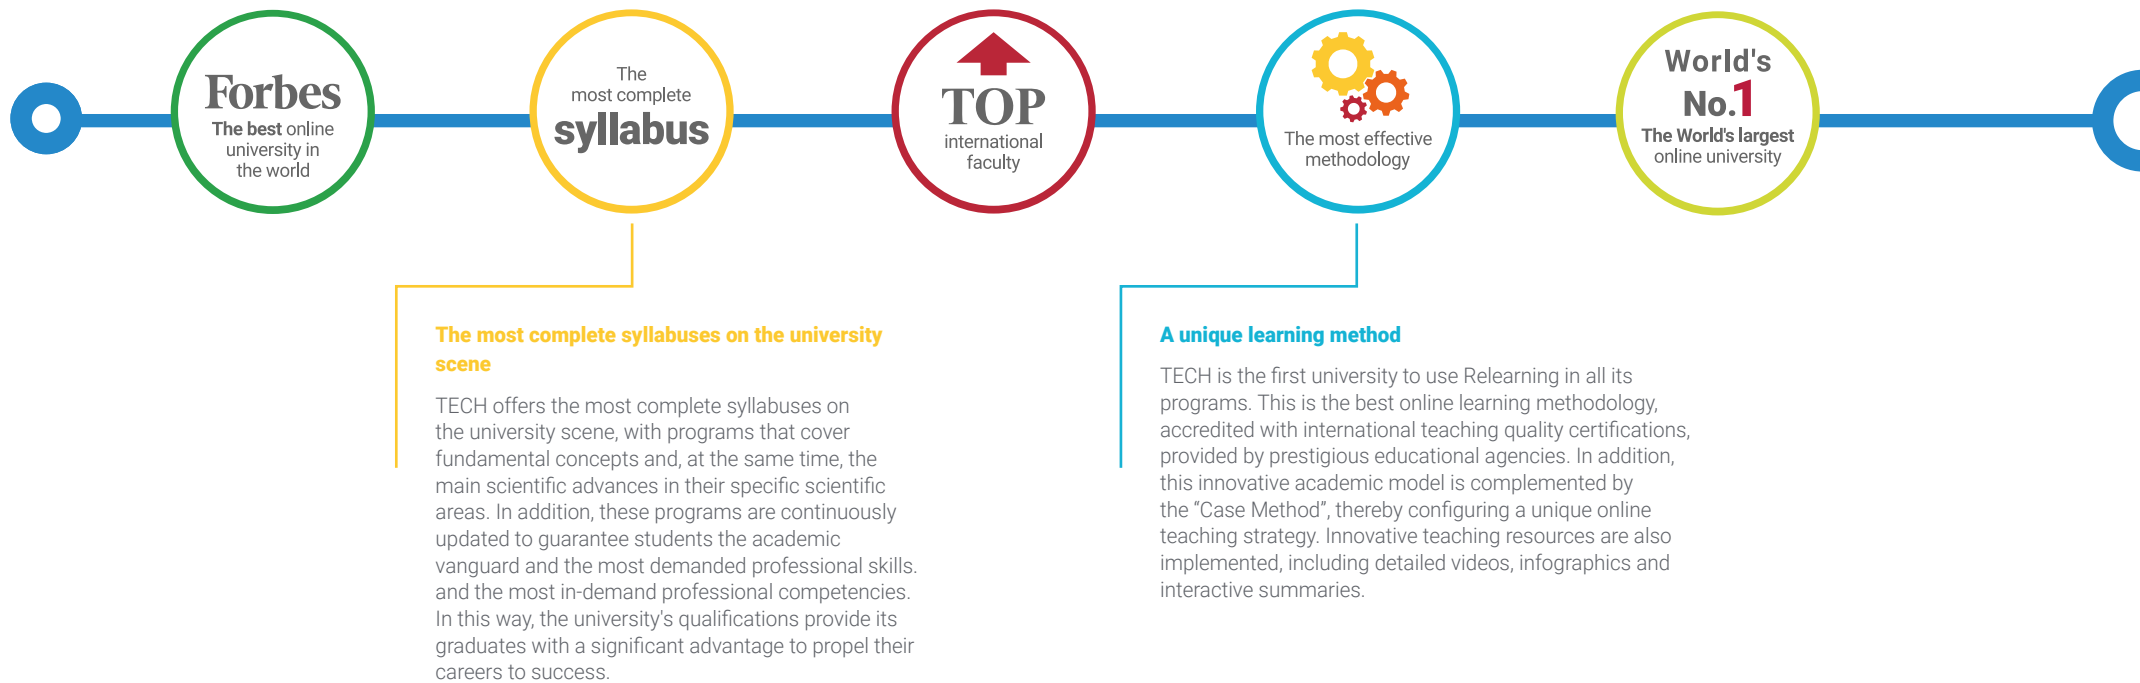 Forbes
The best online
university in
the world
The
most complete
syllabus
TOP
international
faculty
The most effective
methodology
World's
No.1
The World's largest
online university
The most complete syllabuses on the university
scene
TECH offers the most complete syllabuses on
the university scene, with programs that cover
fundamental concepts and, at the same time, the
main scientific advances in their specific scientific
areas. In addition, these programs are continuously
updated to guarantee students the academic
vanguard and the most demanded professional skills.
and the most in-demand professional competencies.
In this way, the university's qualifications provide its
graduates with a significant advantage to propel their
careers to success.
A unique learning method
TECH is the first university to use Relearning in all its
programs. This is the best online learning methodology,
accredited with international teaching quality certifications,
provided by prestigious educational agencies. In addition,
this innovative academic model is complemented by
the “Case Method”, thereby configuring a unique online
teaching strategy. Innovative teaching resources are also
implemented, including detailed videos, infographics and
interactive summaries.